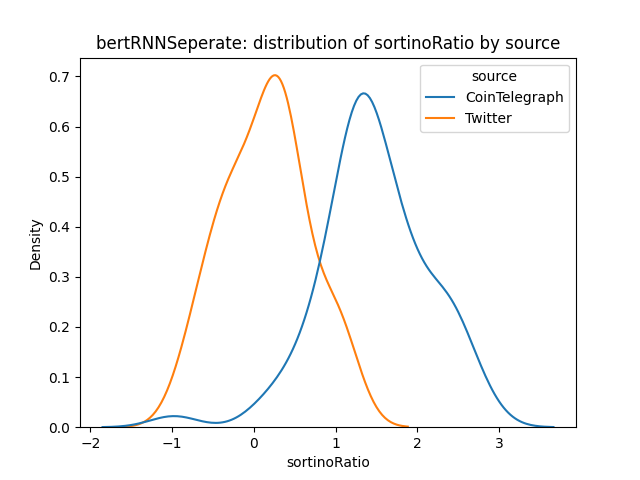 bertRNNSeperate: distribution of sortinoRatio by source
source
CoinTelegraph
Twitter
Density
0.7
0.6
0.5
0.4
0.3
0.2
0.1
0.0
−2 −1 0 1 2 3
sortinoRatio